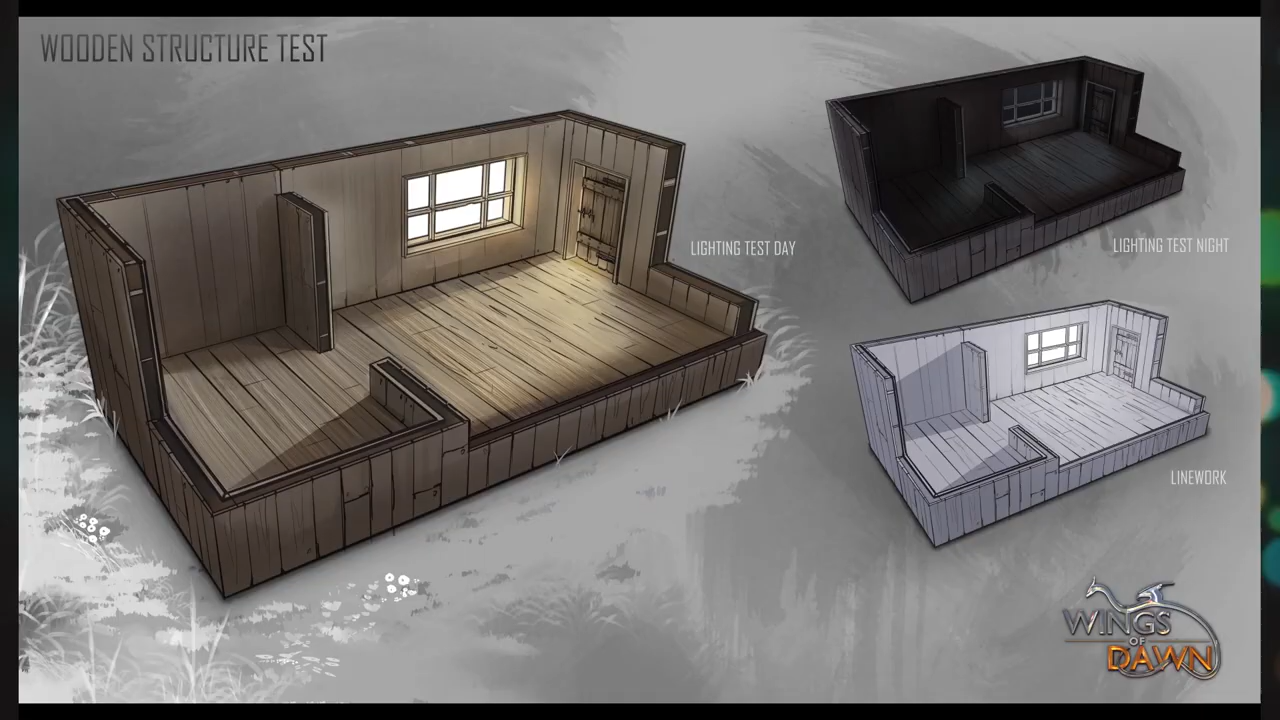 WOODEN STRUCTURE TEST
LIGHTING TEST DAY
LIGHTING TEST NIGHT
LINEWORK
WINGS
OF
DAWN